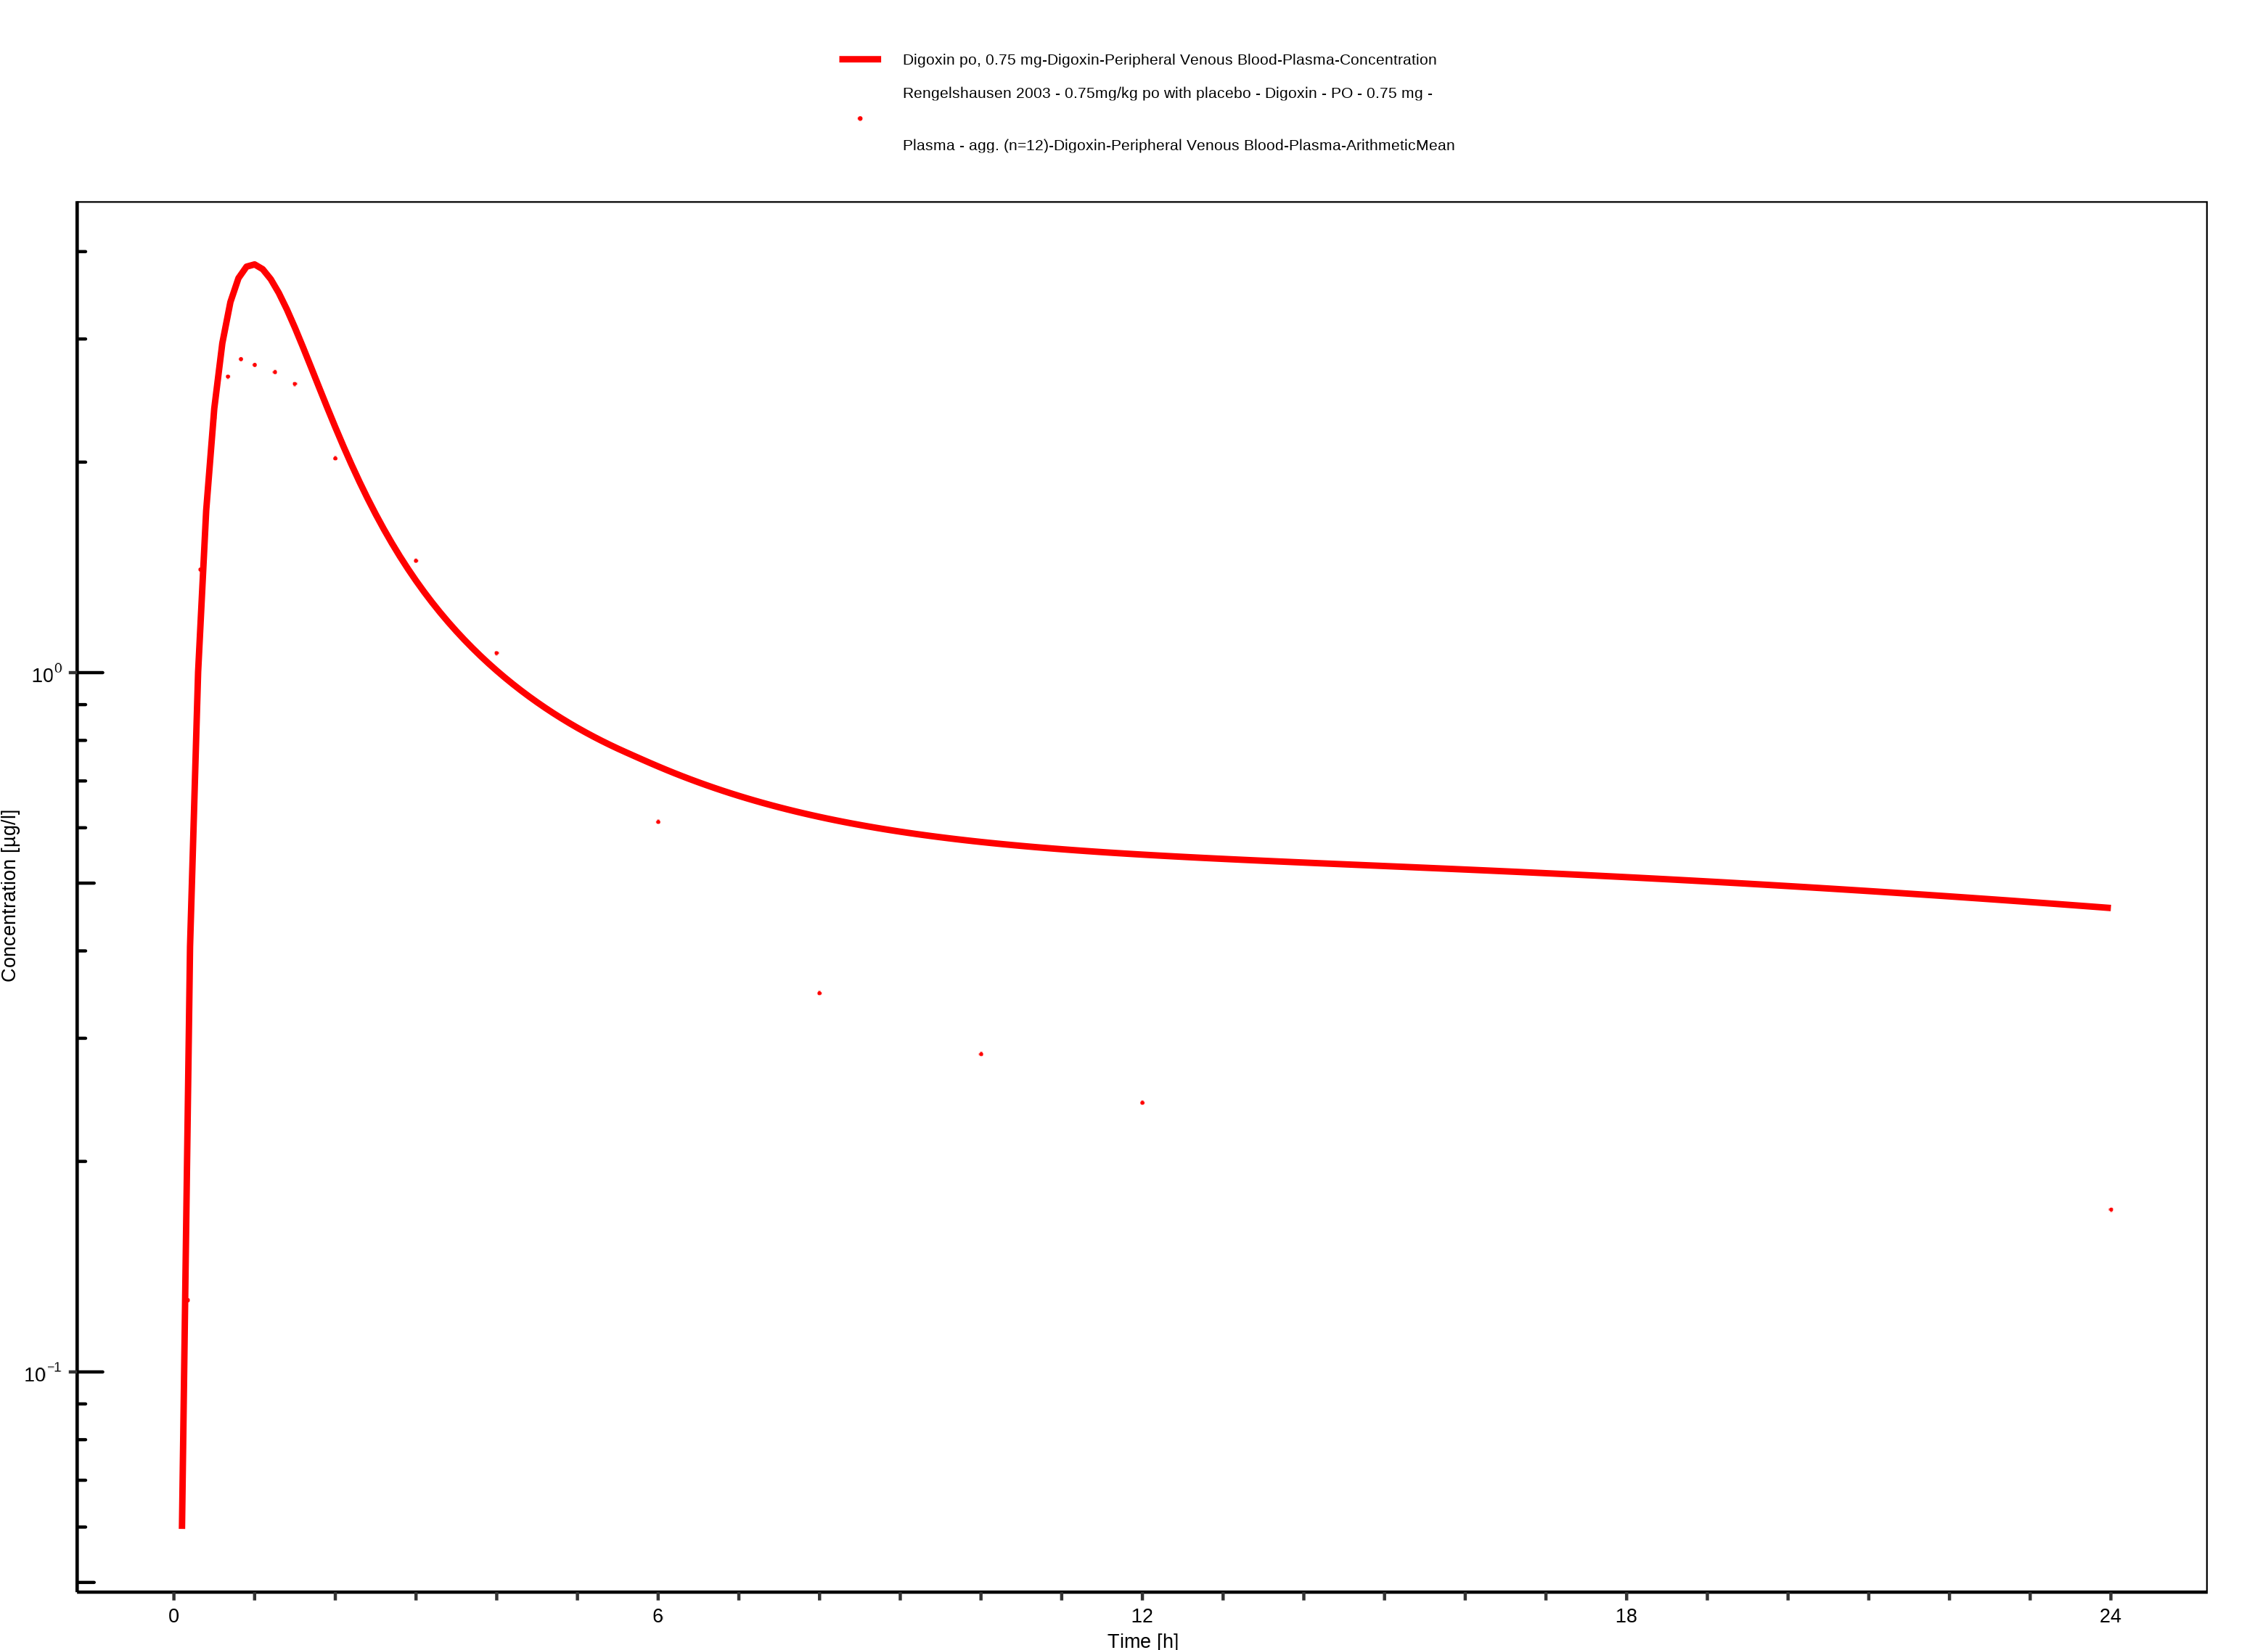 Digoxin po, 0.75 mg-Digoxin-Peripheral Venous Blood-Plasma-Concentration
Rengelshausen 2003 - 0.75mg/kg po with placebo - Digoxin - PO - 0.75 mg -
Plasma - agg. (n=12)-Digoxin-Peripheral Venous Blood-Plasma-ArithmeticMean
Concentration [µg/l]
10⁰
10⁻¹
0 6 12 18 24
Time [h]